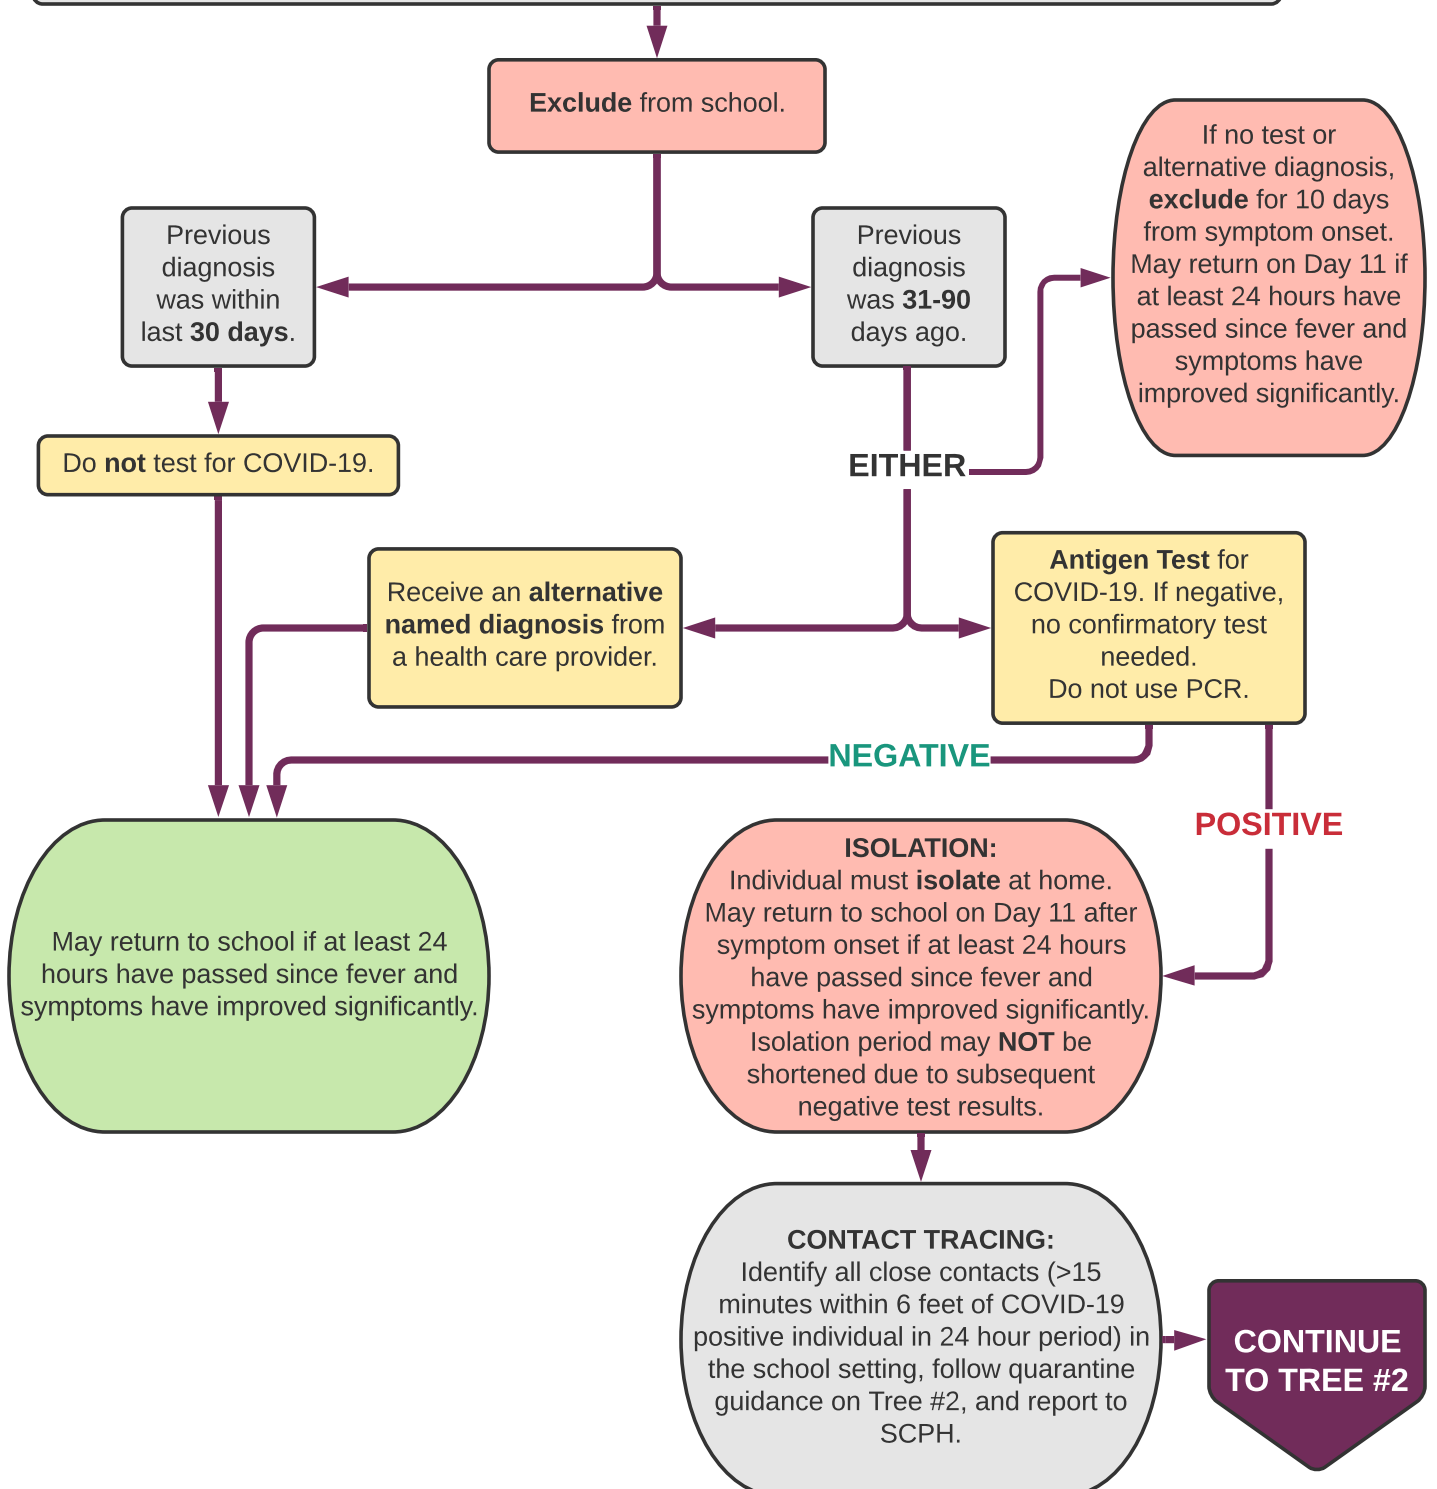 Exclude from school.
If no test or
alternative diagnosis,
exclude for 10 days
from symptom onset.
May return on Day 11 if
at least 24 hours have
passed since fever and
symptoms have
improved significantly.
Previous
diagnosis
was within
last 30 days.
Previous
diagnosis
was 31-90
days ago.
Do not test for COVID-19.
EITHER
Receive an alternative
named diagnosis from
a health care provider.
Antigen Test for
COVID-19. If negative,
no confirmatory test
needed.
Do not use PCR.
NEGATIVE
POSITIVE
May return to school if at least 24
hours have passed since fever and
symptoms have improved significantly.
ISOLATION:
Individual must isolate at home.
May return to school on Day 11 after
symptom onset if at least 24 hours
have passed since fever and
symptoms have improved significantly.
Isolation period may NOT be
shortened due to subsequent
negative test results.
CONTACT TRACING:
Identify all close contacts (>15
minutes within 6 feet of COVID-19
positive individual in 24 hour period) in
the school setting, follow quarantine
guidance on Tree #2, and report to
SCPH.
CONTINUE
TO TREE #2